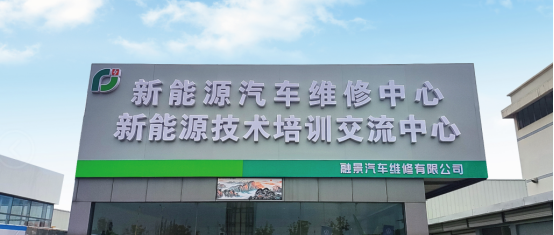 新能源汽车维修中心
新能源技术培训交流中心
融景汽车维修有限公司